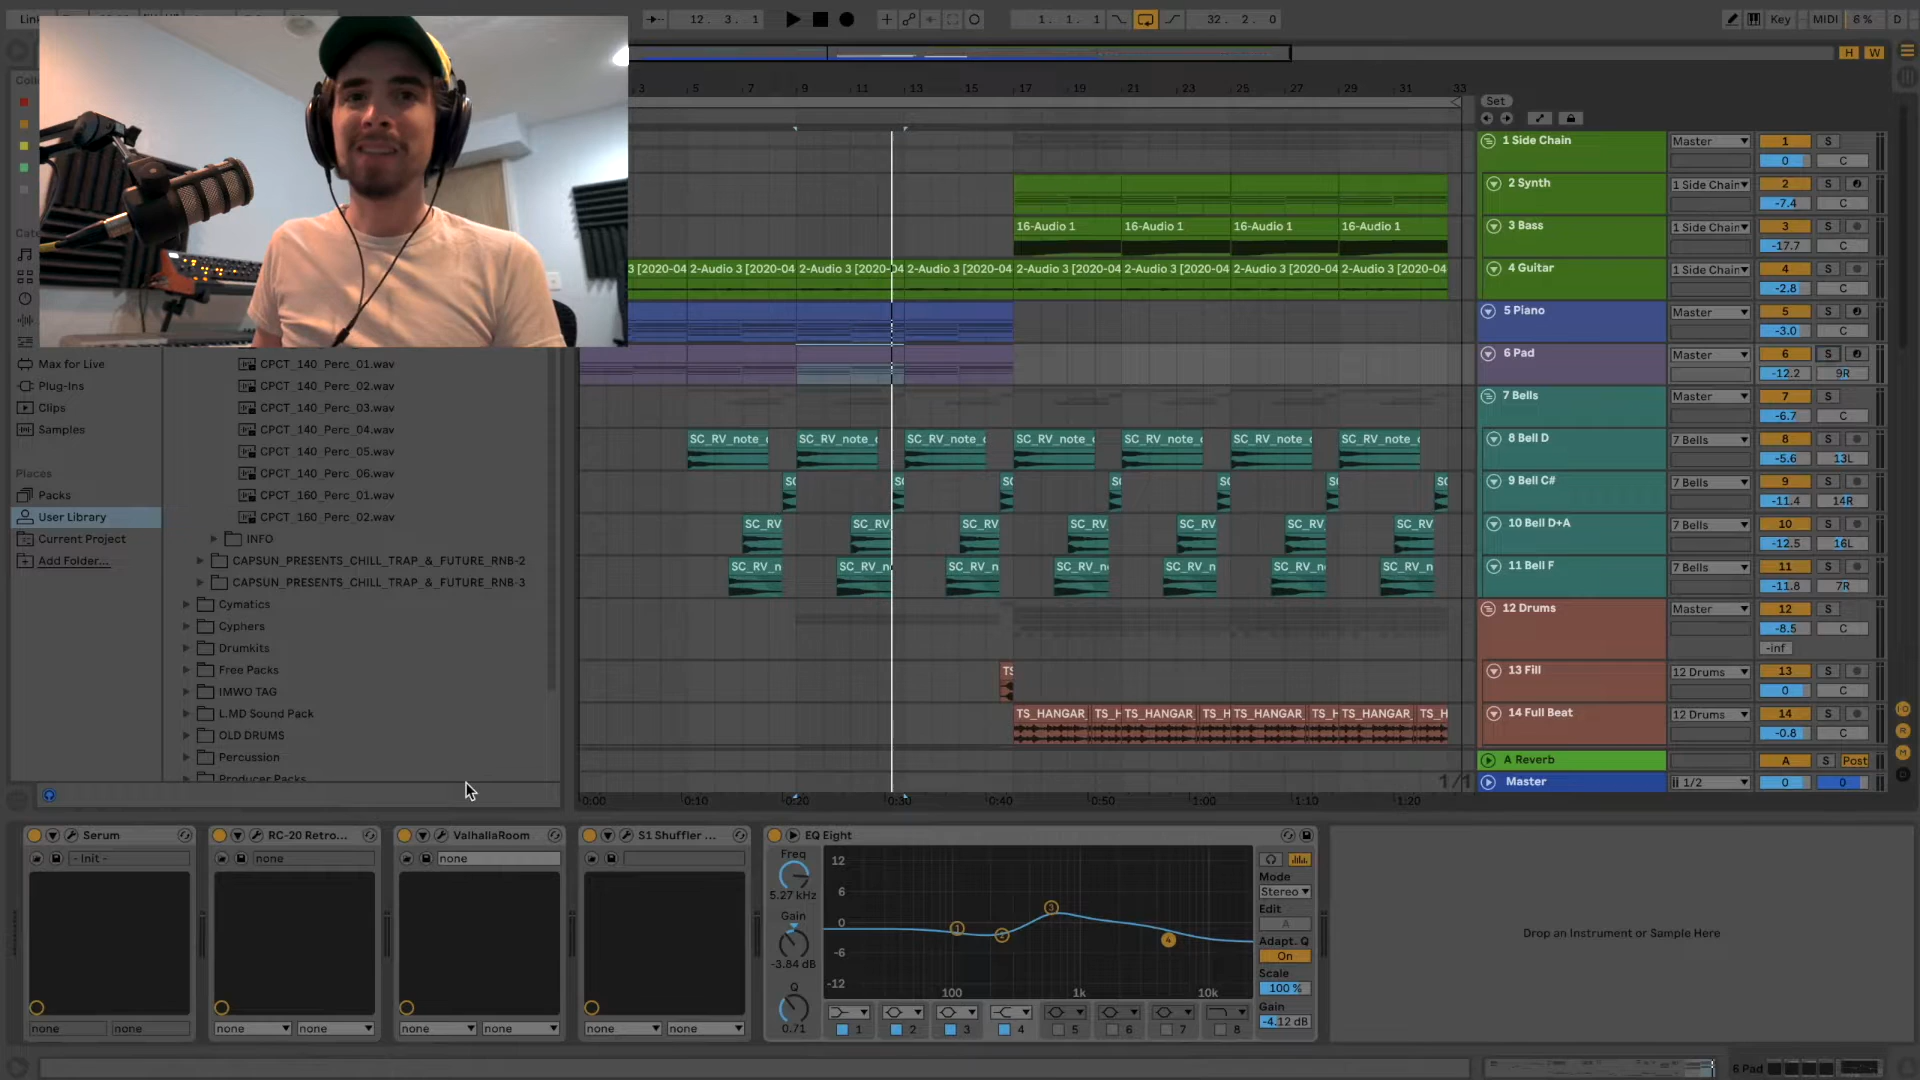 Link
12. 3. 1
1. 1. 1
32. 2. 0
Key
MIDI
6 %
D
H
W
3 5 7 9 11 13 15 17 19 21 23 25 27 29 31 33
Set
1 Side Chain
Master
1
S
0
C
2 Synth
1 Side Chain
2
S
-7.4
C
16-Audio 1
16-Audio 1
16-Audio 1
16-Audio 1
3 Bass
1 Side Chain
3
S
-17.7
C
3 [2020-04
2-Audio 3 [2020-04
2-Audio 3 [2020-04
2-Audio 3 [2020-04
2-Audio 3 [2020-04
2-Audio 3 [2020-04
2-Audio 3 [2020-04
2-Audio 3 [2020-04
4 Guitar
1 Side Chain
4
S
-2.8
C
5 Piano
Master
5
S
-3.0
C
6 Pad
Master
6
S
-12.2
9R
7 Bells
Master
7
S
-6.7
C
SC_RV_note_
SC_RV_note_
SC_RV_note_
SC_RV_note_
SC_RV_note_
SC_RV_note_
SC_RV_note_
8 Bell D
7 Bells
8
S
-5.6
13L
9 Bell C#
7 Bells
9
S
-11.4
14R
SC_RV
SC_RV
SC_RV
SC_RV
SC_RV
SC_RV
SC_RV
10 Bell D+A
7 Bells
10
S
-12.5
16L
SC_RV_n
SC_RV_n
SC_RV_n
SC_RV_n
SC_RV_n
SC_RV_n
SC_RV_n
11 Bell F
7 Bells
11
S
-11.8
7R
12 Drums
Master
12
S
-8.5
C
-inf
TS
13 Fill
12 Drums
13
S
0
C
TS_HANGAR_
TS_H
TS_HANGAR_
TS_H
TS_HANGAR_
TS_H
TS_HANGAR_
TS_H
14 Full Beat
12 Drums
14
S
-0.8
C
A Reverb
A
S
Post
1/1
Master
1/2
0
0
0:00 0:10 0:20 0:30 0:40 0:50 1:00 1:10 1:20
Max for Live
Plug-Ins
Clips
Samples
Places
Packs
User Library
Current Project
Add Folder...
CPCT_140_Perc_01.wav
CPCT_140_Perc_02.wav
CPCT_140_Perc_03.wav
CPCT_140_Perc_04.wav
CPCT_140_Perc_05.wav
CPCT_140_Perc_06.wav
CPCT_160_Perc_01.wav
CPCT_160_Perc_02.wav
INFO
CAPSUN_PRESENTS_CHILL_TRAP_&_FUTURE_RNB-2
CAPSUN_PRESENTS_CHILL_TRAP_&_FUTURE_RNB-3
Cymatics
Cyphers
Drumkits
Free Packs
IMWO TAG
L.MD Sound Pack
OLD DRUMS
Percussion
Producer Packs
Serum
- Init -
none
none
RC-20 Retro...
none
none
none
ValhallaRoom
none
none
none
S1 Shuffler ...
none
none
EQ Eight
Freq
5.27 kHz
Gain
-3.84 dB
Q
0.71
12
6
0
-6
-12
100
1k
10k
1 2 3 4
1 2 3 4 5 6 7 8
Mode
Stereo
Edit
A
Adapt. Q
On
Scale
100 %
Gain
-4.12 dB
Drop an Instrument or Sample Here
6 Pad